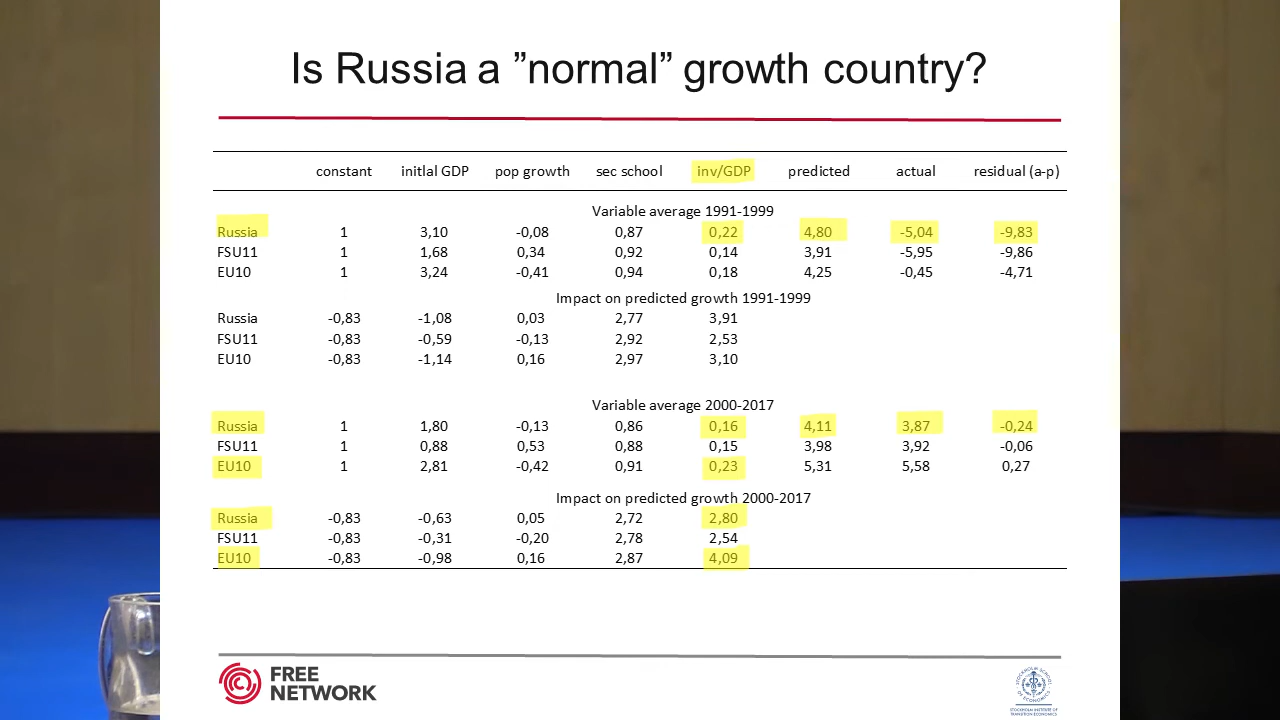 Is Russia a ”normal” growth country?
constant initlal GDP pop growth sec school inv/GDP predicted actual residual (a-p)
Variable average 1991-1999
Russia 1 3,10 -0,08 0,87 0,22 4,80 -5,04 -9,83
FSU11 1 1,68 0,34 0,92 0,14 3,91 -5,95 -9,86
EU10 1 3,24 -0,41 0,94 0,18 4,25 -0,45 -4,71
Impact on predicted growth 1991-1999
Russia -0,83 -1,08 0,03 2,77 3,91
FSU11 -0,83 -0,59 -0,13 2,92 2,53
EU10 -0,83 -1,14 0,16 2,97 3,10
Variable average 2000-2017
Russia 1 1,80 -0,13 0,86 0,16 4,11 3,87 -0,24
FSU11 1 0,88 0,53 0,88 0,15 3,98 3,92 -0,06
EU10 1 2,81 -0,42 0,91 0,23 5,31 5,58 0,27
Impact on predicted growth 2000-2017
Russia -0,83 -0,63 0,05 2,72 2,80
FSU11 -0,83 -0,31 -0,20 2,78 2,54
EU10 -0,83 -0,98 0,16 2,87 4,09
FREE
NETWORK
STOCKHOLM SCHOOL OF ECONOMICS
STOCKHOLM INSTITUTE OF
TRANSITION ECONOMICS